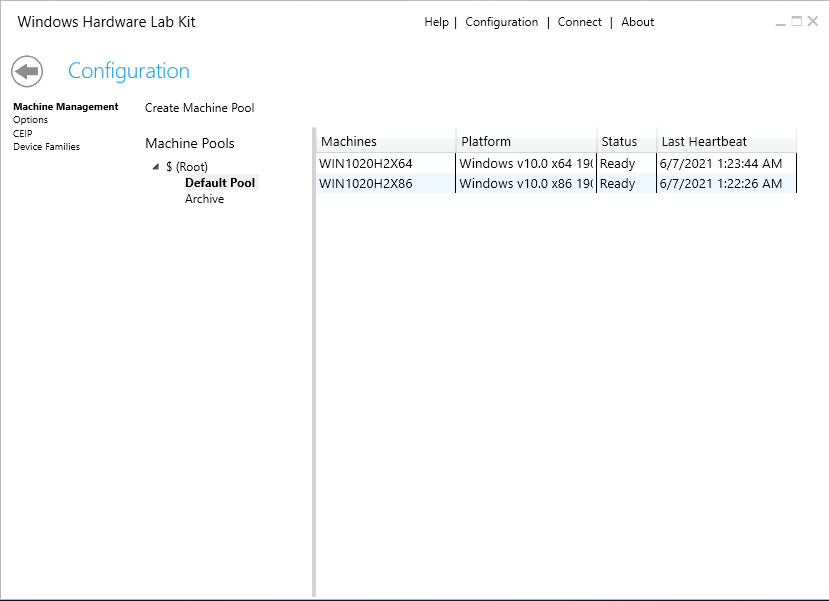 Windows Hardware Lab Kit
Help | Configuration | Connect | About
Configuration
Machine Management
Options
CEIP
Device Families
Create Machine Pool
Machine Pools
$ (Root)
Default Pool
Archive
Machines Platform Status Last Heartbeat
WIN1020H2X64 Windows v10.0 x64 190 Ready 6/7/2021 1:23:44 AM
WIN1020H2X86 Windows v10.0 x86 190 Ready 6/7/2021 1:22:26 AM